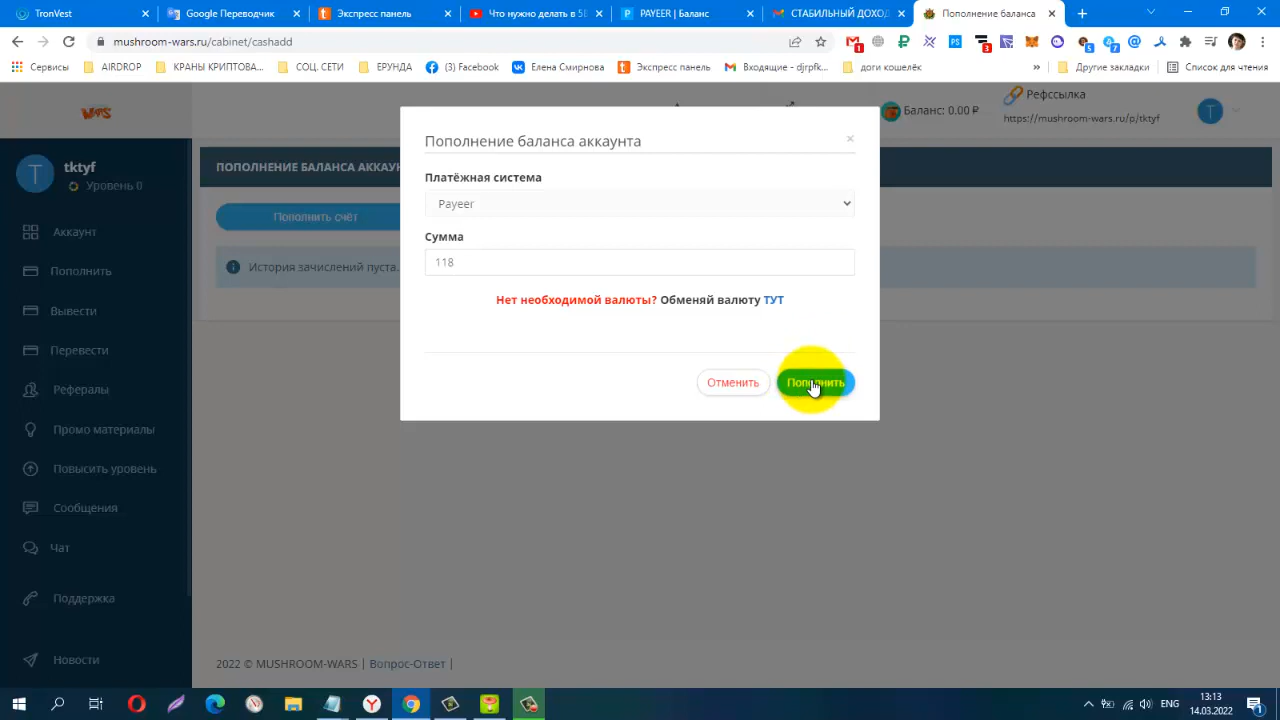 TronVest
Google Переводчик
Экспресс панель
Что нужно делать в 5D
PAYEER | Баланс
СТАБИЛЬНЫЙ ДОХОД
Пополнение баланса
mushroom-wars.ru/cabinet/cashadd
Сервисы
AIRDROP
КРАНЫ КРИПТОВА...
СОЦ. СЕТИ
ЕРУНДА
(3) Facebook
Елена Смирнова
Экспресс панель
Входящие - djrpfk...
доги кошелёк
»
Другие закладки
Список для чтения
WARS
Баланс: 0.00 ₽
Рефссылка
https://mushroom-wars.ru/p/tktyf
T
T
tktyf
Уровень 0
Аккаунт
Пополнить
Вывести
Перевести
Рефералы
Промо материалы
Повысить уровень
Сообщения
Чат
Поддержка
Новости
ПОПОЛНЕНИЕ БАЛАНСА АККАУН
Пополнить счёт
История зачислений пуста.
Пополнение баланса аккаунта
×
Платёжная система
Payeer
Сумма
118
Нет необходимой валюты? Обменяй валюту ТУТ
Отменить
Пополнить
2022 © MUSHROOM-WARS | Вопрос-Ответ |
ENG
13:13
14.03.2022